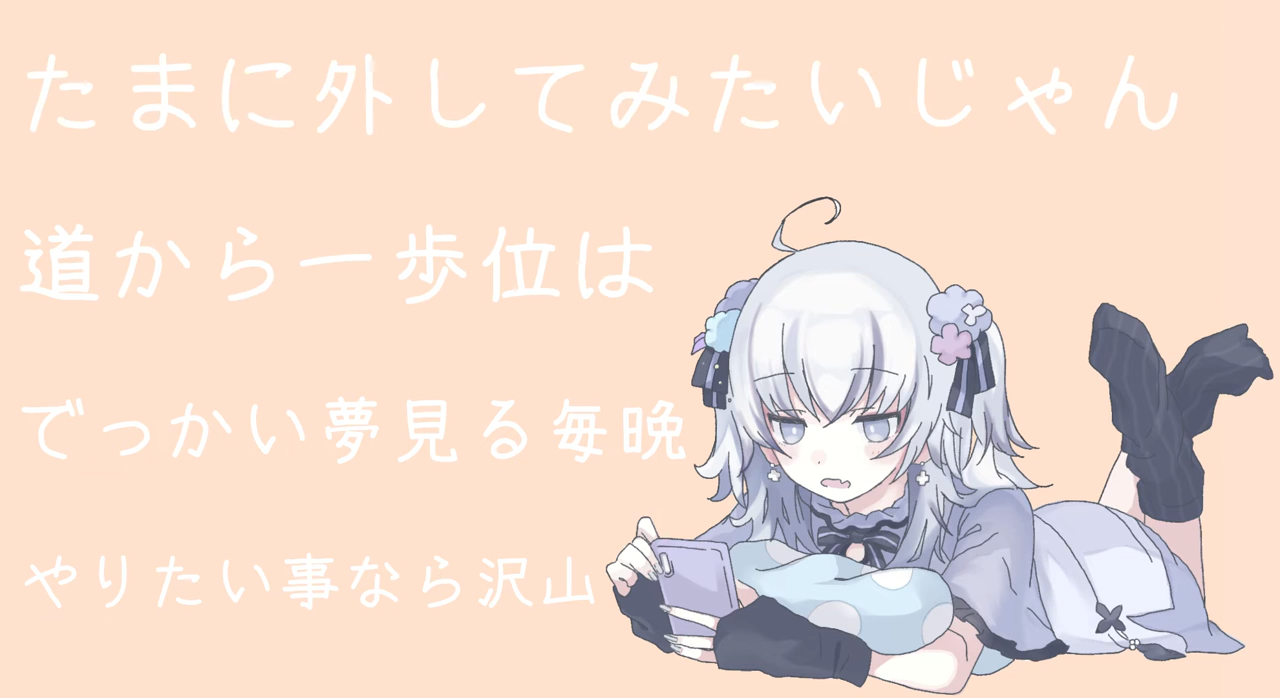 たまに外してみたいじゃん
道から一歩位は
でっかい夢見る毎晩
やりたい事なら沢山